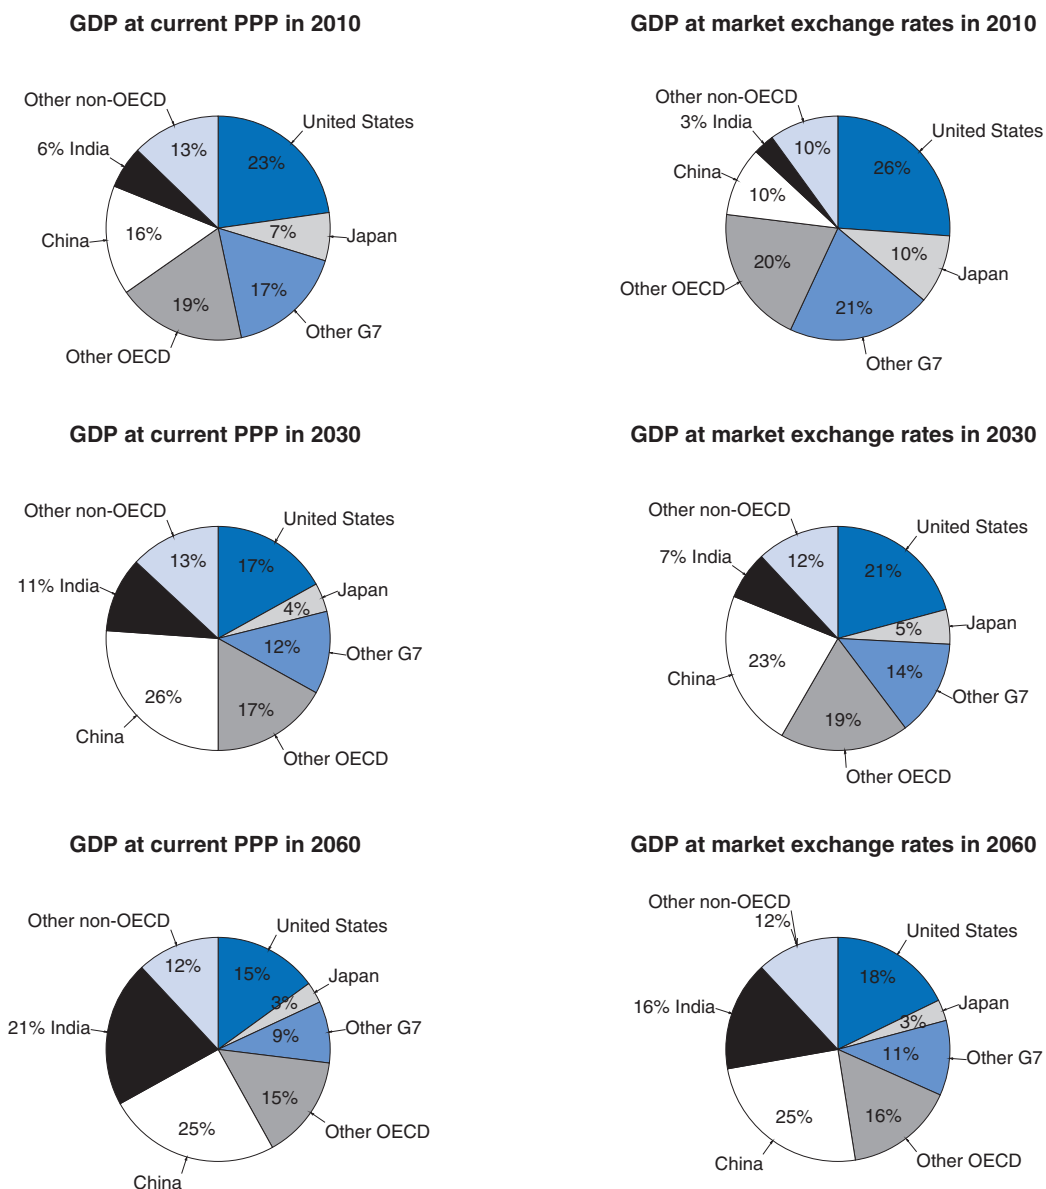 GDP at current PPP in 2010
Other non-OECD
United States
6% India
13%
23%
China
16%
7%
Japan
19%
17%
Other G7
Other OECD
GDP at market exchange rates in 2010
Other non-OECD
3% India
United States
10%
26%
China
10%
10%
Japan
20%
Other OECD
21%
Other G7
GDP at current PPP in 2030
Other non-OECD
United States
13%
17%
11% India
Japan
4%
12%
Other G7
26%
17%
China
Other OECD
GDP at market exchange rates in 2030
Other non-OECD
United States
7% India
12%
21%
5%
Japan
23%
14%
China
Other G7
19%
Other OECD
GDP at current PPP in 2060
Other non-OECD
United States
12%
15%
Japan
3%
21% India
9%
Other G7
15%
25%
Other OECD
China
GDP at market exchange rates in 2060
Other non-OECD
12%
United States
18%
16% India
Japan
3%
11%
Other G7
25%
16%
China
Other OECD